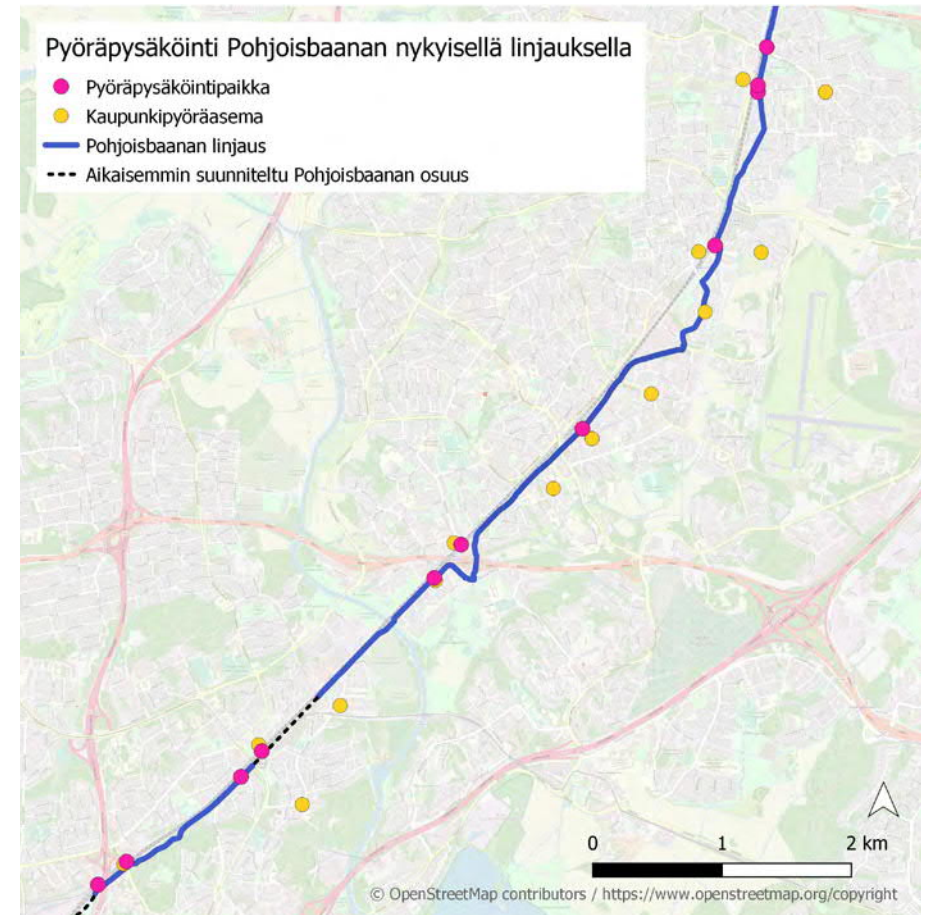 Pyöräpysäköinti Pohjoisbaanan nykyisellä linjauksella
Pyöräpysäköintipaikka
Kaupunkipyöräasema
Pohjoisbaanan linjaus
Aikaisemmin suunniteltu Pohjoisbaanan osuus
0 1 2 km
© OpenStreetMap contributors / https://www.openstreetmap.org/copyright